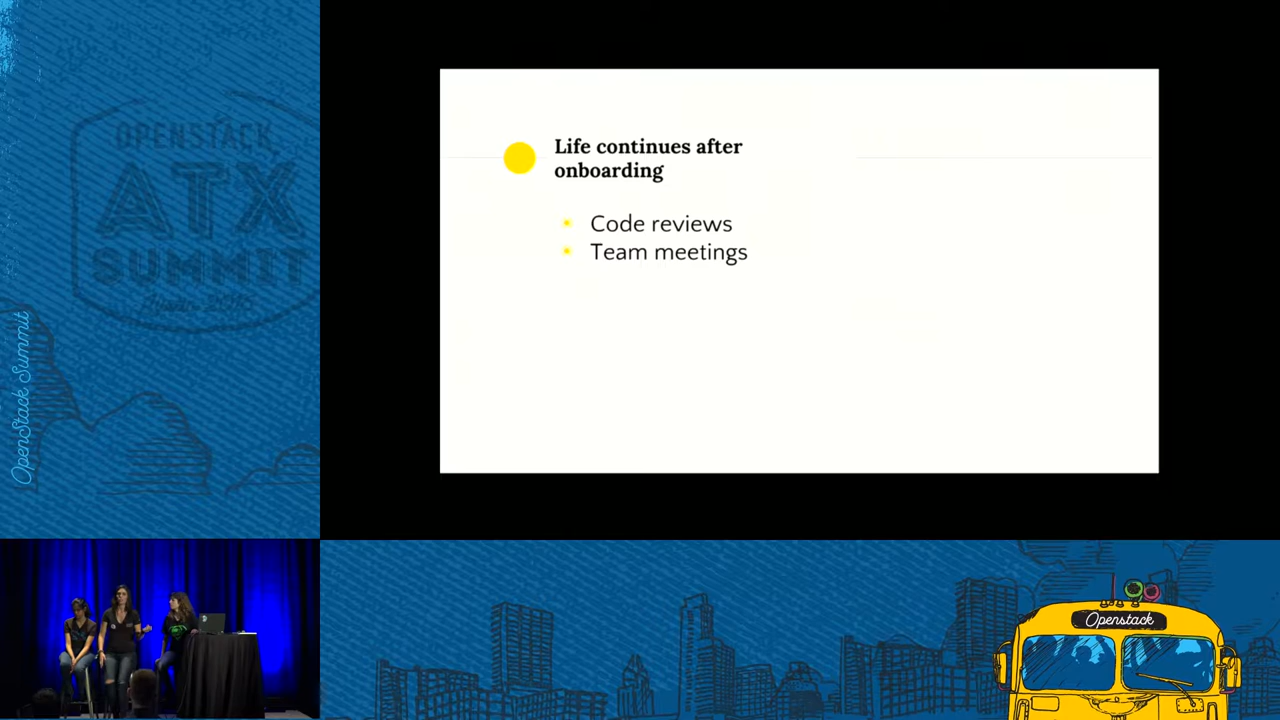 OPENSTACK
ATX
SUMMIT
OpenStack Summit
Life continues after
onboarding
Code reviews
Team meetings
Openstack